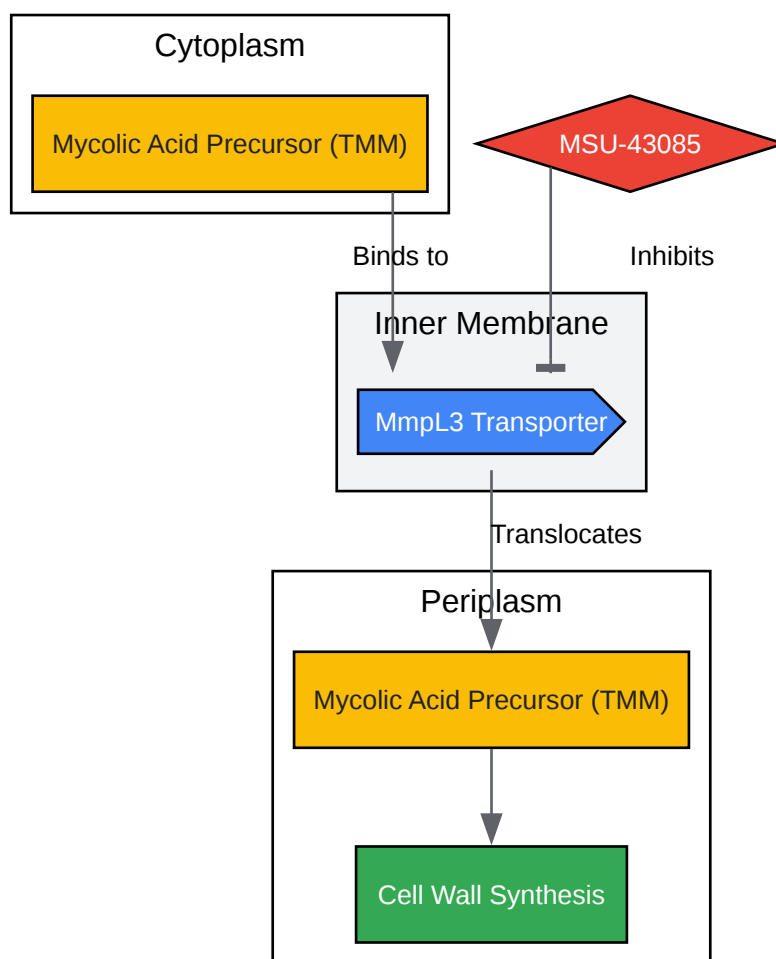 Cytoplasm
Mycolic Acid Precursor (TMM)
MSU-43085
Binds to
Inhibits
Inner Membrane
MmpL3 Transporter
Translocates
Periplasm
Mycolic Acid Precursor (TMM)
Cell Wall Synthesis